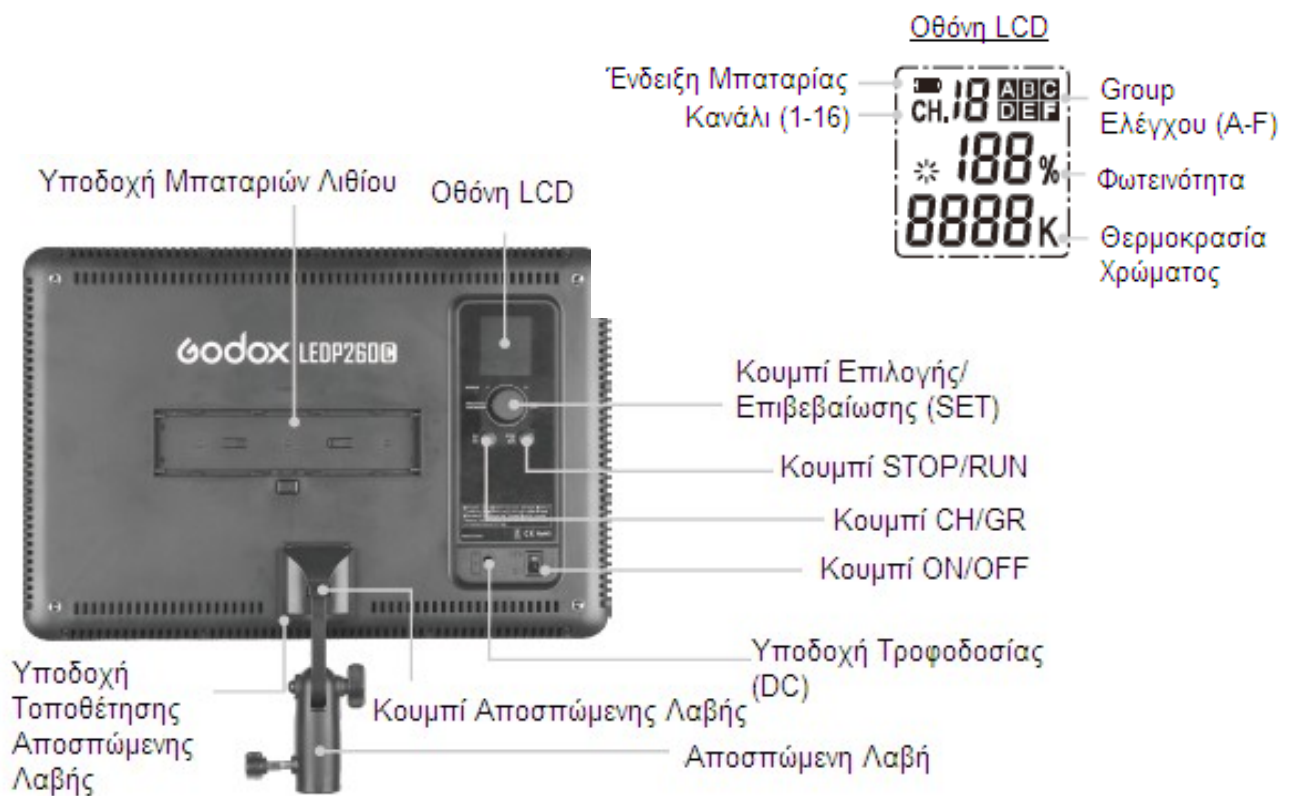 Οθόνη LCD
Ένδειξη Μπαταρίας
Κανάλι (1-16)
CH.18 ABC
DEF
188%
8888K
Group
Ελέγχου (A-F)
Φωτεινότητα
Θερμοκρασία
Χρώματος
Υποδοχή Μπαταριών Λιθίου
Οθόνη LCD
Godox LEDP260C
Κουμπί Επιλογής/
Επιβεβαίωσης (SET)
Κουμπί STOP/RUN
Κουμπί CH/GR
Κουμπί ON/OFF
Υποδοχή Τροφοδοσίας
(DC)
Υποδοχή
Τοποθέτησης
Αποσπώμενης
Λαβής
Κουμπί Αποσπώμενης Λαβής
Αποσπώμενη Λαβή